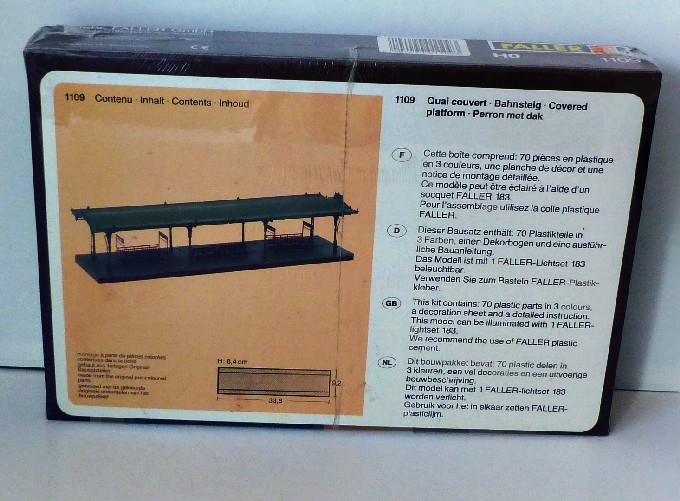 FALLER GmbH
CE
FALLER
H0
1109
1109 Contenu · Inhalt · Contents · Inhoud
H: 8,4 cm
9,2
33,5
1109 Quai couvert · Bahnsteig · Covered
platform · Perron met dak
F Cette boîte comprend: 70 pièces en plastique
en 3 couleurs, une planche de décor et une
notice de montage détaillée.
Ce modèle peut être éclairé à l'aide d'un
socquet FALLER 183.
Pour l'assemblage utilisez la colle plastique
FALLER.
D Dieser Bausatz enthält: 70 Plastikteile in
3 Farben, einen Dekorbogen und eine ausführ-
liche Bauanleitung.
Das Modell ist mit 1 FALLER-Lichtset 183
beleuchtbar.
Verwenden Sie zum Basteln FALLER-Plastik-
kleber.
GB This kit contains: 70 plastic parts in 3 colours,
a decoration sheet and a detailed instruction.
This model can be illuminated with 1 FALLER-
lightset 183.
We recommend the use of FALLER plastic
cement.
NL Dit bouwpakket bevat: 70 plastic delen in
3 kleuren, een vel decoraties en een uitvoerige
bouwbeschrijving.
Dit model kan met 1 FALLER-lichtset 183
worden verlicht.
Gebruik voor het in elkaar zetten FALLER-
plasticlijm.